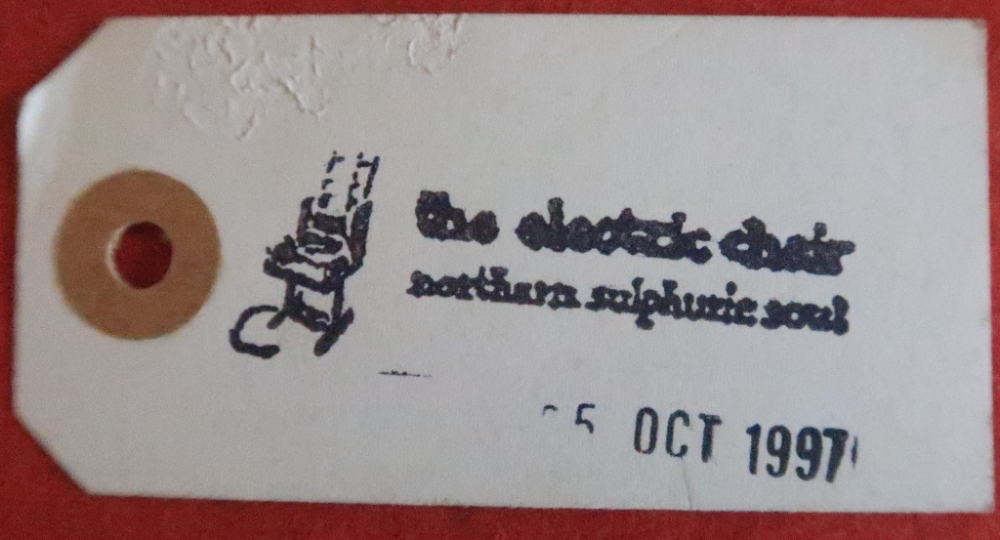 the electric chair
northern sulphuric soul
5 OCT 1997